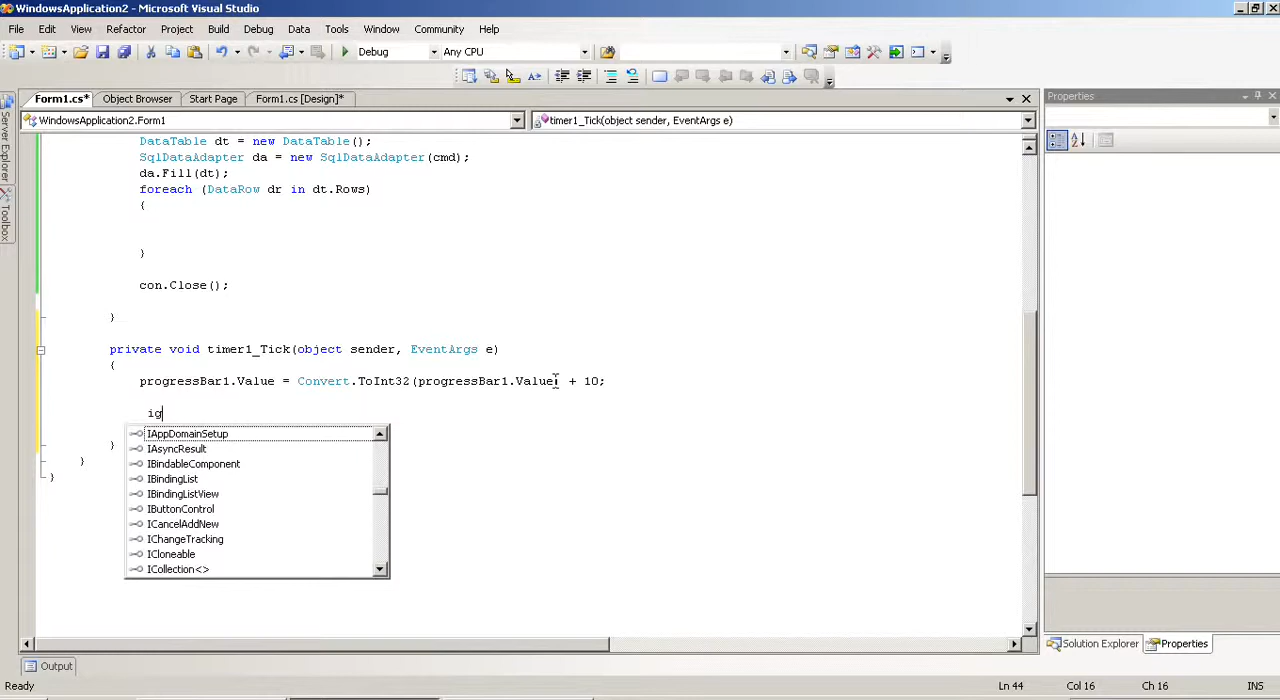 WindowsApplication2 - Microsoft Visual Studio
File Edit View Refactor Project Build Debug Data Tools Window Community Help
Debug Any CPU
Form1.cs* Object Browser Start Page Form1.cs [Design]* Properties
WindowsApplication2.Form1 timer1_Tick(object sender, EventArgs e)
Server Explorer
Toolbox
DataTable dt = new DataTable();
SqlDataAdapter da = new SqlDataAdapter(cmd);
da.Fill(dt);
foreach (DataRow dr in dt.Rows)
{
}
con.Close();
}
private void timer1_Tick(object sender, EventArgs e)
{
progressBar1.Value = Convert.ToInt32(progressBar1.Value) + 10;
ig
}
}
}
IAppDomainSetup
IAsyncResult
IBindableComponent
IBindingList
IBindingListView
IButtonControl
ICancelAddNew
IChangeTracking
ICloneable
ICollection<>
Solution Explorer Properties
Output
Ready Ln 44 Col 16 Ch 16 INS